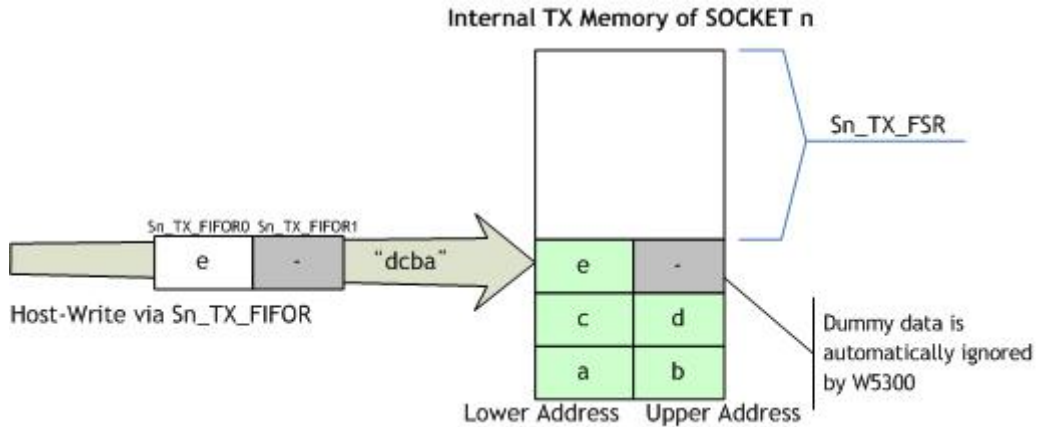 Internal TX Memory of SOCKET n
Sn_TX_FSR
Sn_TX_FIFOR0 Sn_TX_FIFOR1
e - "dcba"
Host-Write via Sn_TX_FIFOR
e -
c d
a b
Lower Address Upper Address
Dummy data is
automatically ignored
by W5300